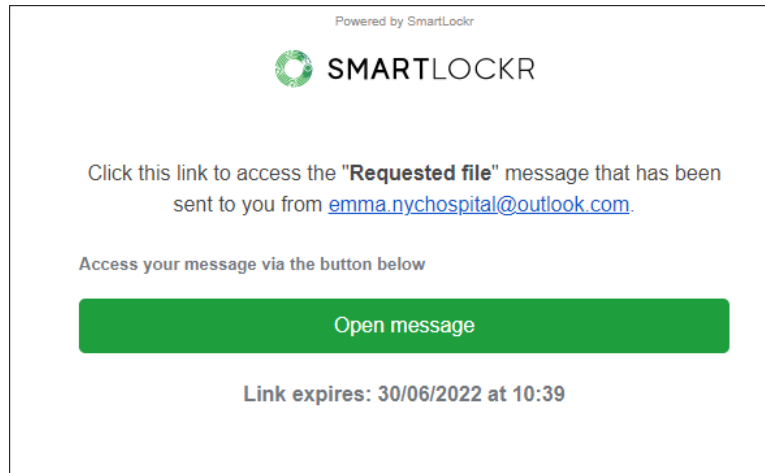 Powered by SmartLockr
SMARTLOCKR
Click this link to access the "Requested file" message that has been
sent to you from emma.nychospital@outlook.com.
Access your message via the button below
Open message
Link expires: 30/06/2022 at 10:39